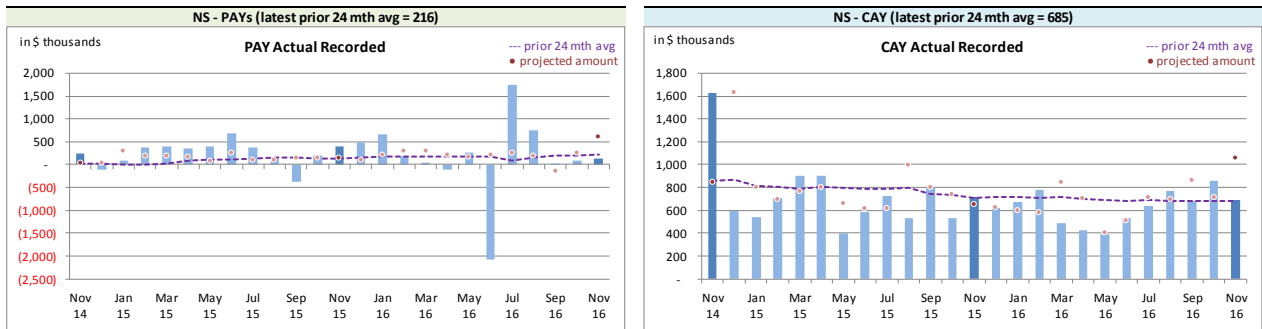 NS - PAYs (latest prior 24 mth avg = 216)
in $ thousands
PAY Actual Recorded
--- prior 24 mth avg
● projected amount
2,000
1,500
1,000
500
-
(500)
(1,000)
(1,500)
(2,000)
(2,500)
Nov Jan Mar May Jul Sep Nov Jan Mar May Jul Sep Nov
14 15 15 15 15 15 15 16 16 16 16 16 16
NS - CAY (latest prior 24 mth avg = 685)
in $ thousands
CAY Actual Recorded
--- prior 24 mth avg
● projected amount
1,800
1,600
1,400
1,200
1,000
800
600
400
200
-
Nov Jan Mar May Jul Sep Nov Jan Mar May Jul Sep Nov
14 15 15 15 15 15 15 16 16 16 16 16 16